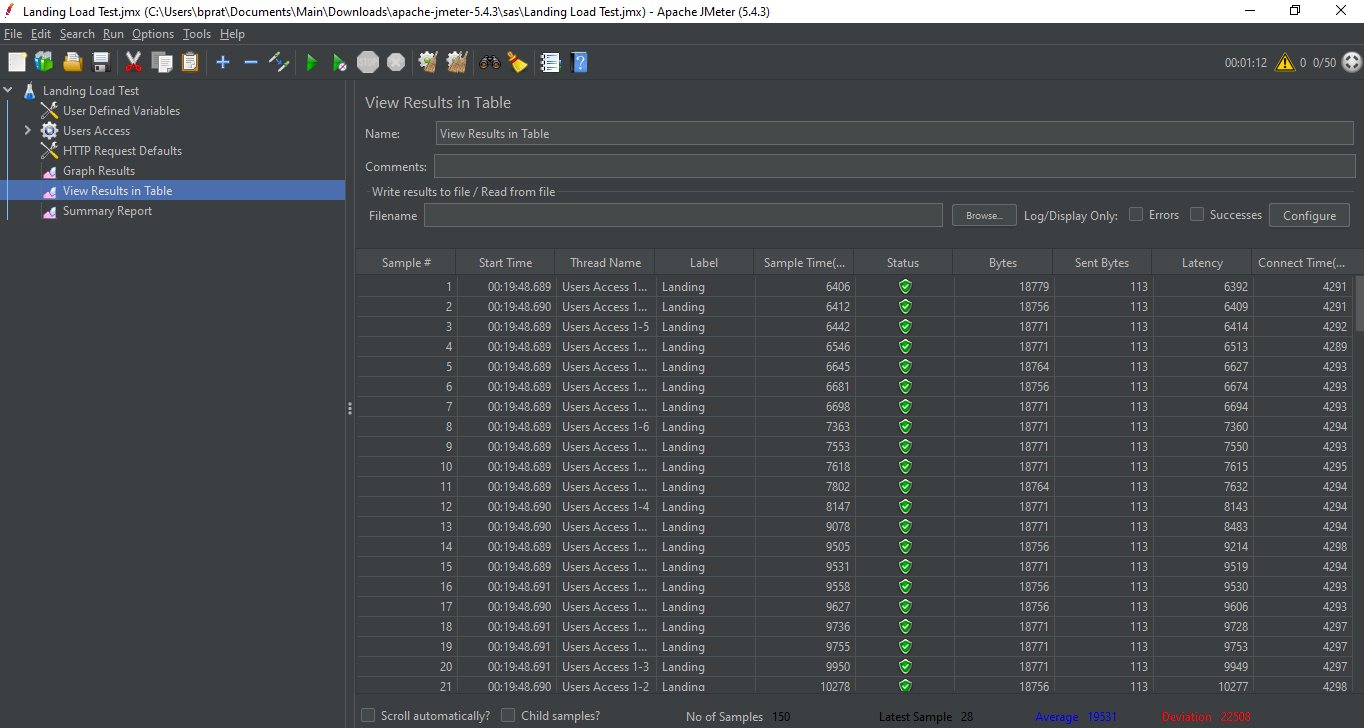 Landing Load Test.jmx (C:\Users\bprat\Documents\Main\Downloads\apache-jmeter-5.4.3\sas\Landing Load Test.jmx) - Apache JMeter (5.4.3)
File Edit Search Run Options Tools Help
STOP 00:01:12 0 0/50
Landing Load Test
User Defined Variables
Users Access
HTTP Request Defaults
Graph Results
View Results in Table
Summary Report
View Results in Table
Name: View Results in Table
Comments:
Write results to file / Read from file
Filename Browse... Log/Display Only: Errors Successes Configure
Sample # Start Time Thread Name Label Sample Time(... Status Bytes Sent Bytes Latency Connect Time(...
1 00:19:48.689 Users Access 1... Landing 6406 18779 113 6392 4291
2 00:19:48.690 Users Access 1... Landing 6412 18756 113 6409 4291
3 00:19:48.689 Users Access 1-5 Landing 6442 18771 113 6414 4292
4 00:19:48.689 Users Access 1... Landing 6546 18771 113 6513 4289
5 00:19:48.689 Users Access 1... Landing 6645 18764 113 6627 4293
6 00:19:48.689 Users Access 1... Landing 6681 18756 113 6674 4293
7 00:19:48.689 Users Access 1... Landing 6698 18771 113 6694 4293
8 00:19:48.689 Users Access 1-6 Landing 7363 18771 113 7360 4294
9 00:19:48.689 Users Access 1... Landing 7553 18771 113 7550 4293
10 00:19:48.689 Users Access 1... Landing 7618 18771 113 7615 4295
11 00:19:48.689 Users Access 1... Landing 7802 18764 113 7632 4294
12 00:19:48.690 Users Access 1-4 Landing 8147 18771 113 8143 4294
13 00:19:48.690 Users Access 1... Landing 9078 18771 113 8483 4294
14 00:19:48.689 Users Access 1... Landing 9505 18756 113 9214 4298
15 00:19:48.689 Users Access 1... Landing 9531 18771 113 9519 4294
16 00:19:48.691 Users Access 1... Landing 9558 18756 113 9530 4293
17 00:19:48.690 Users Access 1... Landing 9627 18756 113 9606 4293
18 00:19:48.691 Users Access 1... Landing 9736 18771 113 9728 4297
19 00:19:48.691 Users Access 1... Landing 9755 18771 113 9753 4297
20 00:19:48.691 Users Access 1-3 Landing 9950 18771 113 9949 4297
21 00:19:48.690 Users Access 1-2 Landing 10278 18756 113 10277 4298
Scroll automatically? Child samples? No of Samples 150 Latest Sample 28 Average 19531 Deviation 22508